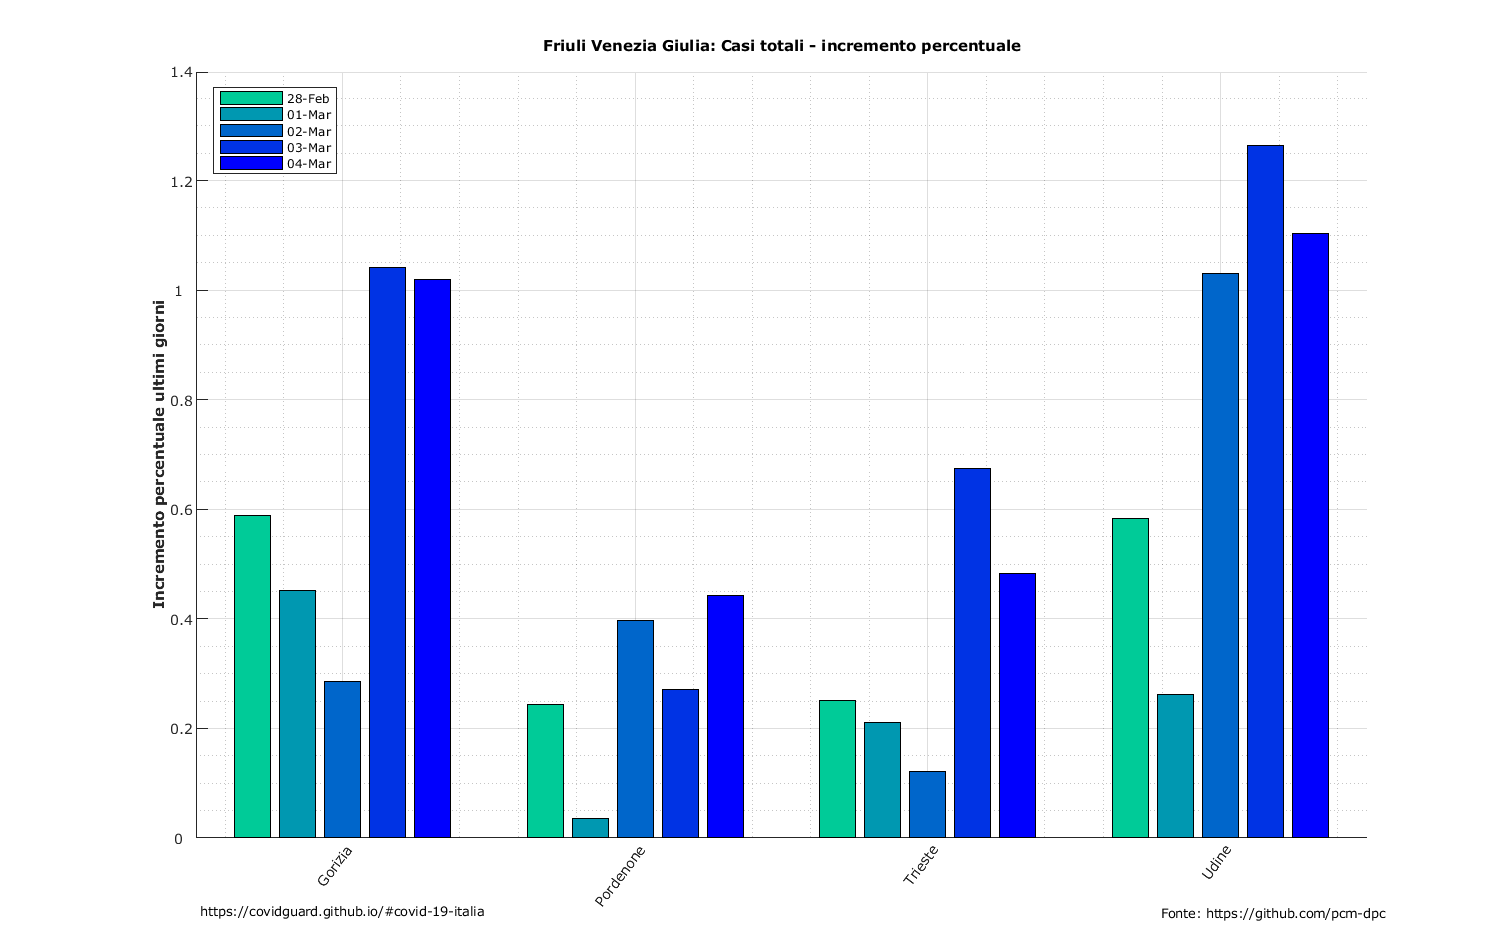 Friuli Venezia Giulia: Casi totali - incremento percentuale
1.4
1.2
1
0.8
0.6
0.4
0.2
0
Incremento percentuale ultimi giorni
28-Feb
01-Mar
02-Mar
03-Mar
04-Mar
Gorizia
Pordenone
Trieste
Udine
https://covidguard.github.io/#covid-19-italia
Fonte: https://github.com/pcm-dpc